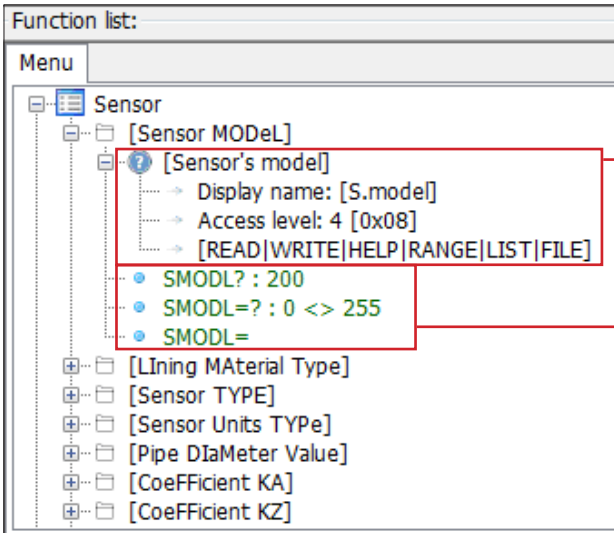 Function list:
Menu
Sensor
[Sensor MODeL]
[Sensor's model]
Display name: [S.model]
Access level: 4 [0x08]
[READ|WRITE|HELP|RANGE|LIST|FILE]
SMODL? : 200
SMODL=? : 0 <> 255
SMODL=
[LIning MAterial Type]
[Sensor TYPE]
[Sensor Units TYPe]
[Pipe DIaMeter Value]
[CoeFFicient KA]
[CoeFFicient KZ]